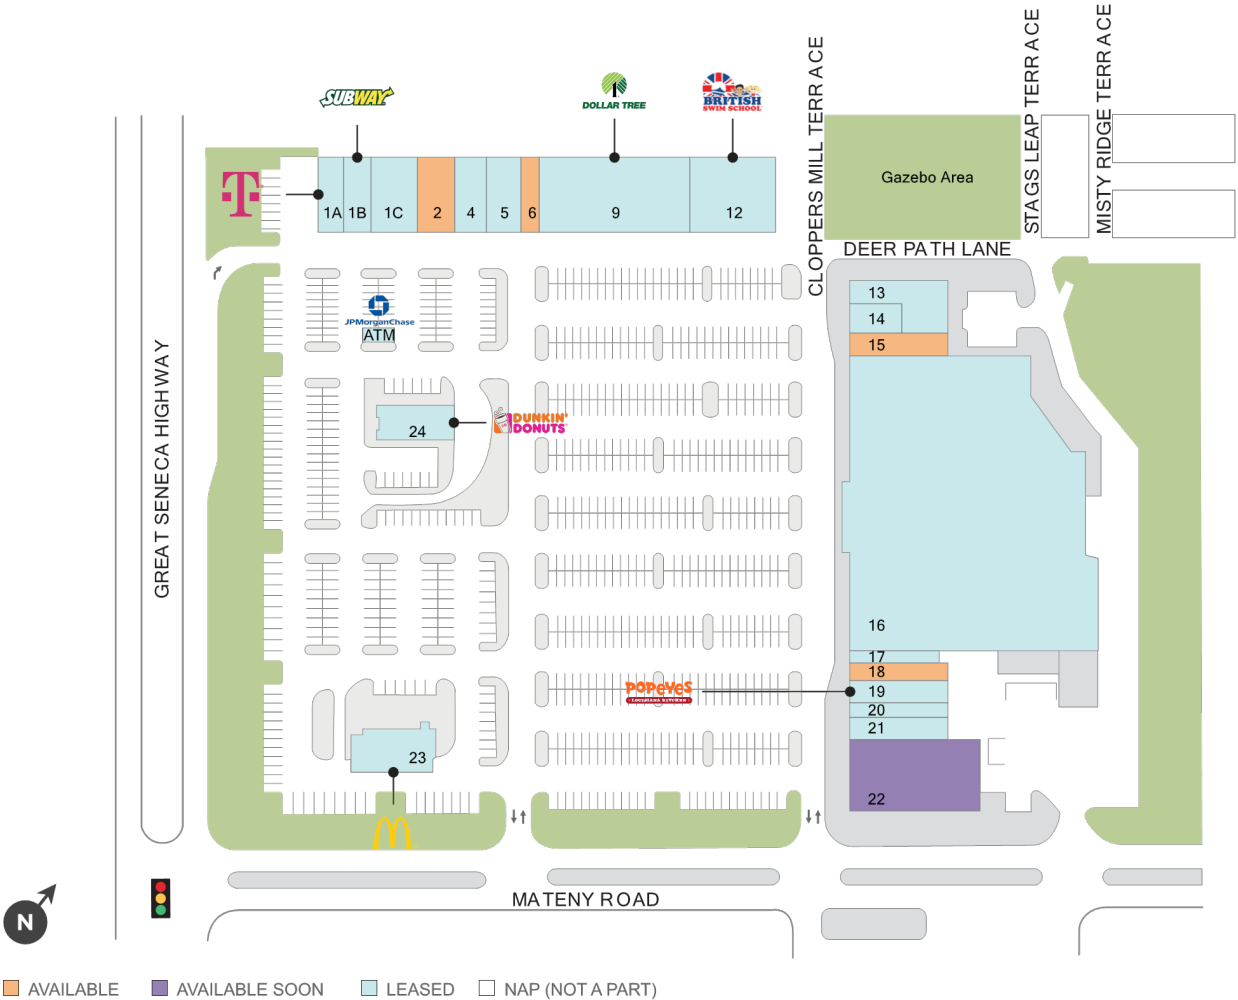 CLOPPERS MILL TERRACE
STAGS LEAP TERRACE
MISTY RIDGE TERRACE
SUBWAY
DOLLAR TREE
BRITISH
SWIM SCHOOL
T
1A
1B
1C
2
4
5
6
9
12
Gazebo Area
DEER PATH LANE
JPMorganChase
ATM
13
14
15
24
DUNKIN'
DONUTS
GREAT SENECA HIGHWAY
16
17
18
POPEYES
LOUISIANA KITCHEN
19
20
21
23
22
MATENY ROAD
N
AVAILABLE
AVAILABLE SOON
LEASED
NAP (NOT A PART)